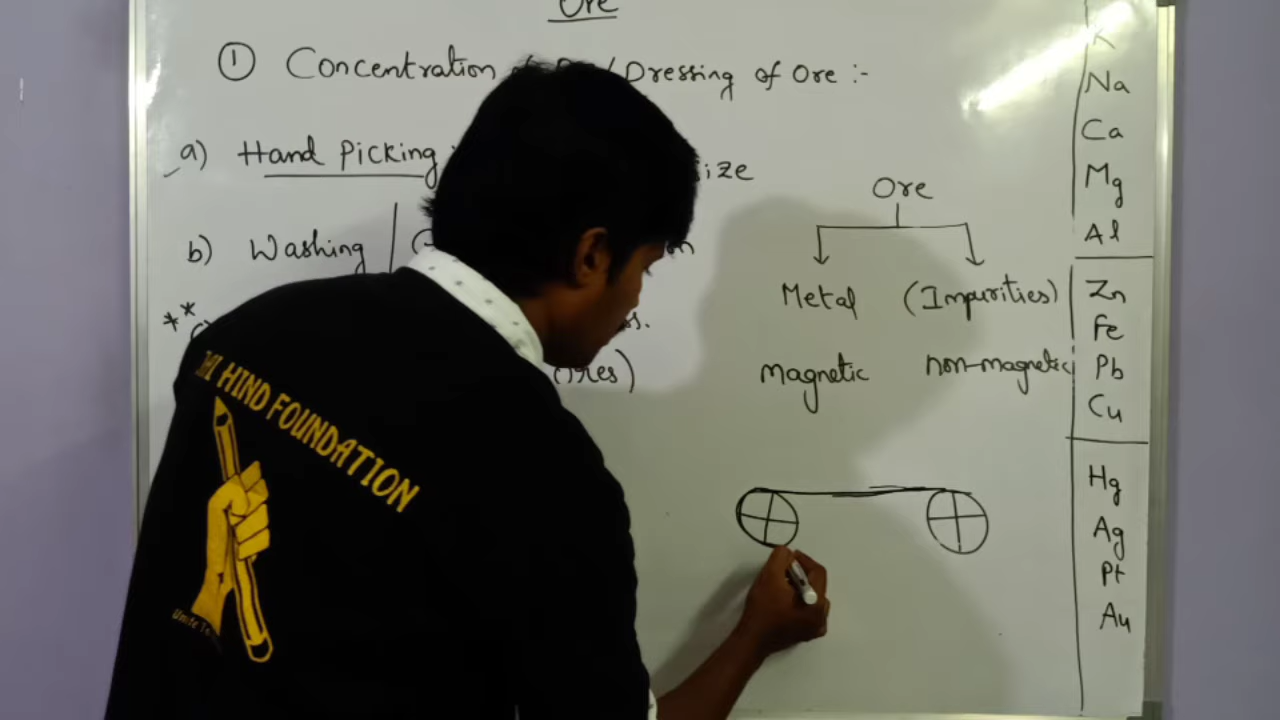 Ore
① Concentration Dressing of Ore :-
a) Hand Picking
b) Washing
**
Ore
Metal (Impurities)
magnetic non-magnetic
K
Na
Ca
Mg
Al
Zn
Fe
Pb
Cu
Hg
Ag
Pt
Au
HIND FOUNDATION
Unite